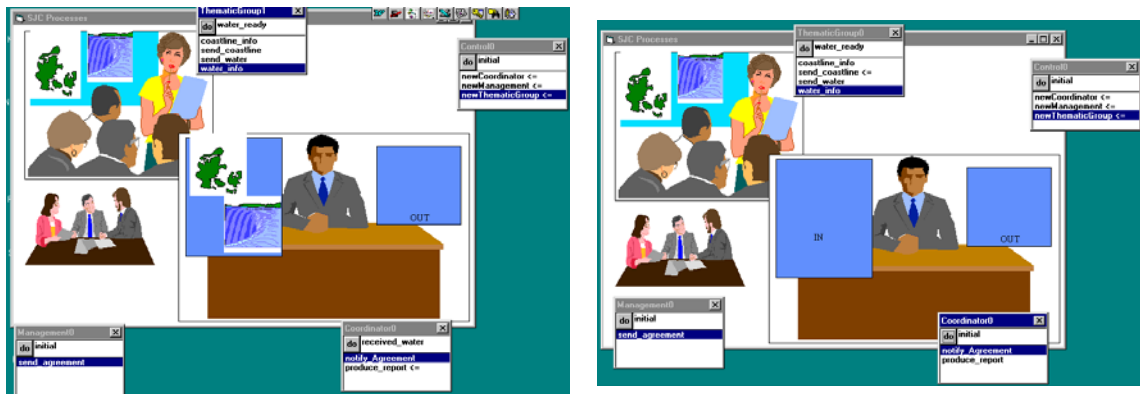 ThematicGroup1
SJC Processes
do water_ready
coastline_info
send_coastline
send_water
water_info
Control0
do initial
newCoordinator <=
newManagement <=
newThematicGroup <=
OUT
Management0
do initial
send_agreement
Coordinator0
do received_water
notify_Agreement
produce_report <=
SJC Processes
ThematicGroup0
do water_ready
coastline_info
send_coastline <=
send_water
water_info
Control0
do initial
newCoordinator <=
newManagement <=
newThematicGroup <=
IN
OUT
Management0
do initial
send_agreement
Coordinator0
do initial
notify_Agreement
produce_report